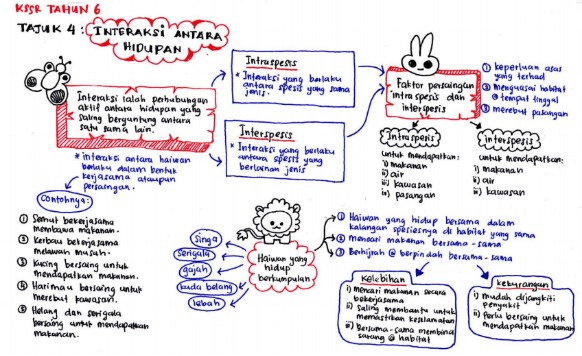 KSSR TAHUN 6
TAJUK 4: INTERAKSI ANTARA
HIDUPAN
Interaksi ialah perhubungan
aktif antara hidupan yang
saling bergantung antara
satu sama lain.
* interaksi antara haiwan
berlaku dalam bentuk
kerjasama ataupun
persaingan.
Contohnya:
① Semut bekerjasama
membawa makanan.
② Kerbau bekerjasama
melawan musuh.
③ Kucing bersaing untuk
mendapatkan makanan.
④ Harimau bersaing untuk
merebut kawasan.
⑤ Helang dan serigala
bersaing untuk mendapatkan
makanan.
Intraspesis
* Interaksi yang berlaku
antara spesis yang sama
jenis.
Interspesis
* Interaksi yang berlaku
antara spesis yang
berlainan jenis
Faktor persaingan
intraspesis dan
interspesis
① keperluan asas
yang terhad
② menguasai habitat
@ tempat tinggal
③ merebut pasangan
Intraspesis
untuk mendapatkan:
i) makanan
ii) air
iii) kawasan
iv) pasangan
interspesis
untuk mendapatkan:
i) makanan
ii) air
iii) kawasan
Haiwan yang
hidup
berkumpulan
Singa
serigala
gajah
kuda belang
lebah
① Haiwan yang hidup bersama dalam
kalangan spesiesnya di habitat yang sama
② mencari makanan bersama-sama
③ Berhijrah @ berpindah bersama-sama
Kelebihan
i) mencari makanan secara
bekerjasama
ii) Saling membantu untuk
memastikan keselamatan
iii) Bersama-sama membina
sarang @ habitat
kekurangan
i) mudah dijangkiti
penyakit
ii) Perlu bersaing untuk
mendapatkan makanan